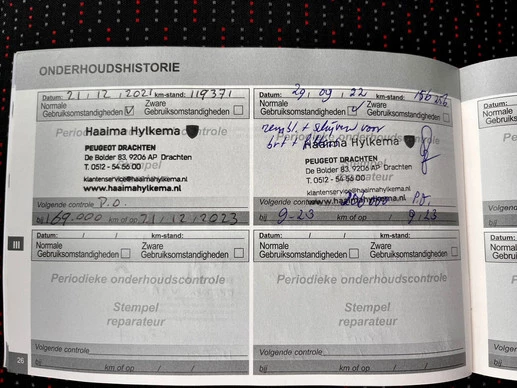 ONDERHOUDSHISTORIE
Datum: 21 / 12 / 2021 km-stand: 119371
Normale Gebruiksomstandigheden ☑ Zware Gebruiksomstandigheden ☐
Periodieke onderhoudscontrole
Haaima Hylkema
PEUGEOT DRACHTEN
De Bolder 83, 9206 AP Drachten
T. 0512 - 54 56 00
klantenservice@haaimahylkema.nl
www.haaimahylkema.nl
Volgende controle P.O.
bij 169.000 km of op 21 / 12 / 2023
Datum: 29 / 09 / 22 km-stand:
Normale Gebruiksomstandigheden ☑ Zware Gebruiksomstandigheden ☐
rembl. + schijven voor
Haaima Hylkema
PEUGEOT DRACHTEN
De Bolder 83, 9206 AP Drachten
T. 0512 - 54 56 00
klantenservice@haaimahylkema.nl
www.haaimahylkema.nl
Volgende controle P.O.
bij 9-23 km of op 9/23
Datum: / / km-stand:
Normale Gebruiksomstandigheden ☐ Zware Gebruiksomstandigheden ☐
Periodieke onderhoudscontrole
Stempel
reparateur
Volgende controle
bij km of op / /
Datum: / / km-stand:
Normale Gebruiksomstandigheden ☐ Zware Gebruiksomstandigheden ☐
Periodieke onderhoudscontrole
Stempel
reparateur
Volgende controle
bij km of op / /
III
26